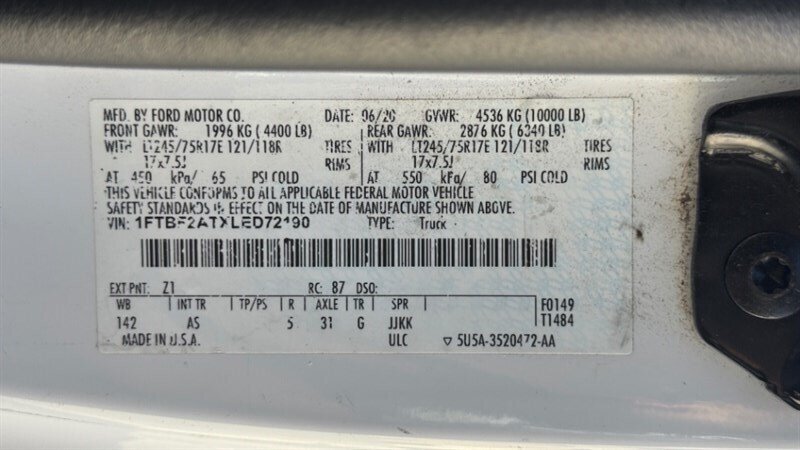 MFD. BY FORD MOTOR CO. DATE: 06/20 GVWR: 4536 KG (10000 LB)
FRONT GAWR: 1996 KG ( 4400 LB) REAR GAWR: 2876 KG ( 6340 LB)
WITH LT245/75R17E 121/118R TIRES WITH LT245/75R17E 121/118R TIRES
17x7.5J RIMS 17x7.5J RIMS
AT 450 kPa/ 65 PSI COLD AT 550 kPa/ 80 PSI COLD
THIS VEHICLE CONFORMS TO ALL APPLICABLE FEDERAL MOTOR VEHICLE
SAFETY STANDARDS IN EFFECT ON THE DATE OF MANUFACTURE SHOWN ABOVE.
VIN: 1FTBF2ATXLED72190 TYPE: Truck
EXT PNT: Z1 RC: 87 DSO:
WB INT TR TP/PS R AXLE TR SPR F0149
142 AS 5 31 G JJKK T1484
MADE IN U.S.A. ULC ▽ 5U5A-3520472-AA